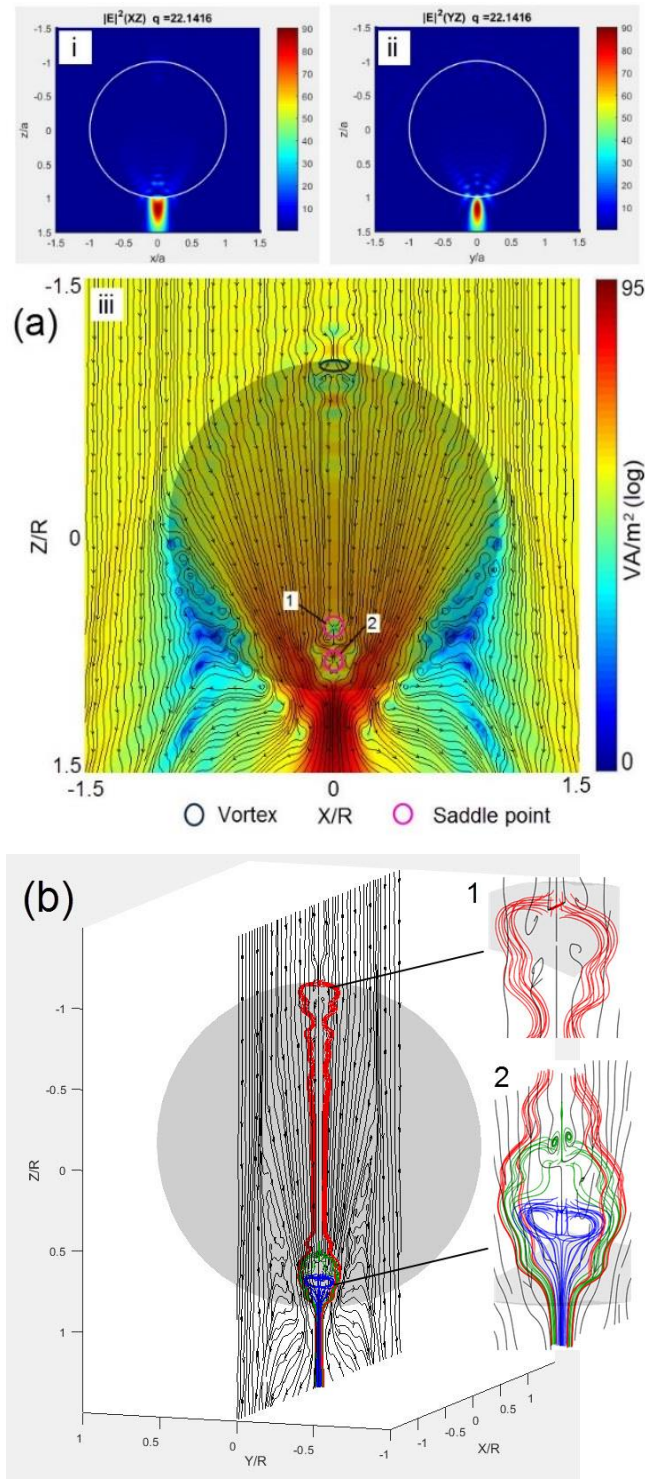 |E|²(XZ) q =22.1416
i
z/a
-1.5
-1
-0.5
0
0.5
1
1.5
-1.5 -1 -0.5 0 0.5 1 1.5
x/a
90
80
70
60
50
40
30
20
10
|E|²(YZ) q =22.1416
ii
z/a
-1.5
-1
-0.5
0
0.5
1
1.5
-1.5 -1 -0.5 0 0.5 1 1.5
y/a
90
80
70
60
50
40
30
20
10
(a)
iii
-1.5
Z/R
0
1.5
1
2
-1.5 0 1.5
95
VA/m² (log)
0
Vortex X/R Saddle point
(b)
1
2
-1
-0.5
Z/R
0
0.5
1
1 0.5 0 -0.5 -1
Y/R
-1 -0.5 0 0.5 1
X/R